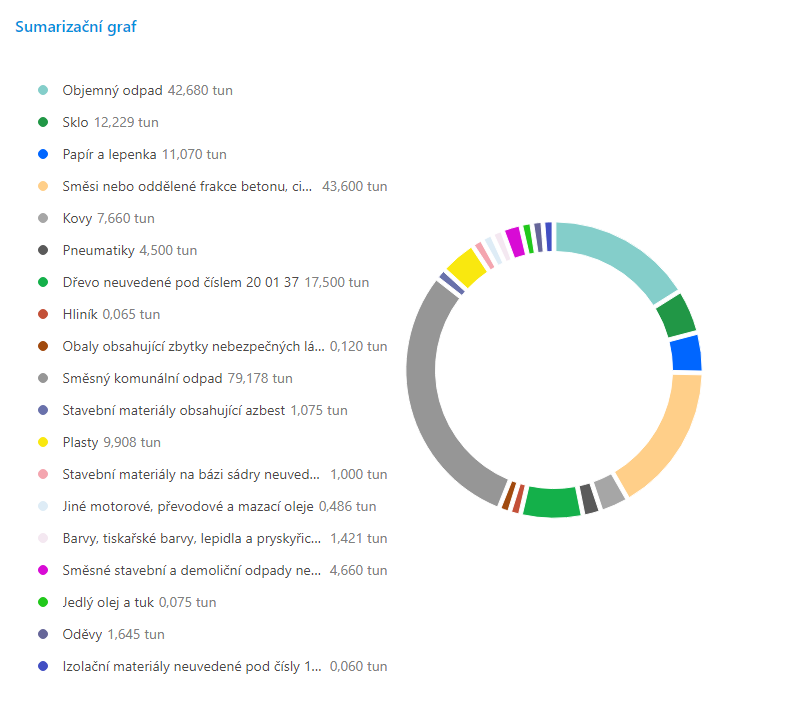 Sumarizační graf
Objemný odpad 42,680 tun
Sklo 12,229 tun
Papír a lepenka 11,070 tun
Směsi nebo oddělené frakce betonu, ci... 43,600 tun
Kovy 7,660 tun
Pneumatiky 4,500 tun
Dřevo neuvedené pod číslem 20 01 37 17,500 tun
Hliník 0,065 tun
Obaly obsahující zbytky nebezpečných lá... 0,120 tun
Směsný komunální odpad 79,178 tun
Stavební materiály obsahující azbest 1,075 tun
Plasty 9,908 tun
Stavební materiály na bázi sádry neuved... 1,000 tun
Jiné motorové, převodové a mazací oleje 0,486 tun
Barvy, tiskařské barvy, lepidla a pryskyřic... 1,421 tun
Směsné stavební a demoliční odpady ne... 4,660 tun
Jedlý olej a tuk 0,075 tun
Oděvy 1,645 tun
Izolační materiály neuvedené pod čísly 1... 0,060 tun